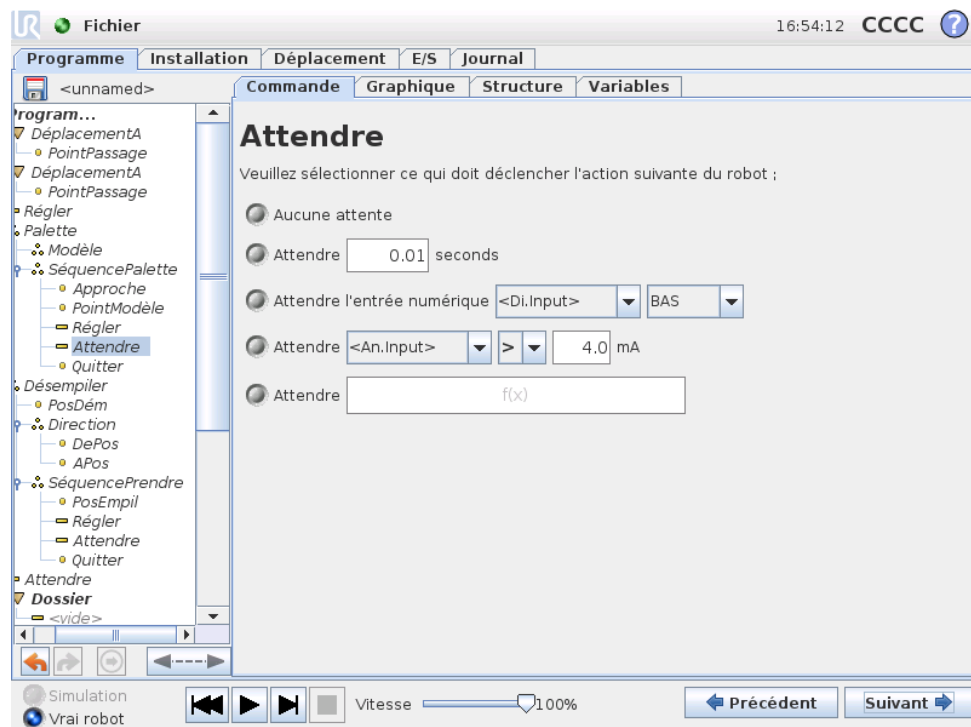 Fichier 16:54:12 CCCC ?
Programme Installation Déplacement E/S Journal
<unnamed> Commande Graphique Structure Variables
Program...
DéplacementA
PointPassage
DéplacementA
PointPassage
Régler
Palette
Modèle
SéquencePalette
Approche
PointModèle
Régler
Attendre
Quitter
Désempiler
PosDém
Direction
DePos
APos
SéquencePrendre
PosEmpil
Régler
Attendre
Quitter
Attendre
Dossier
<vide>
Attendre
Veuillez sélectionner ce qui doit déclencher l'action suivante du robot ;
Aucune attente
Attendre 0.01 seconds
Attendre l'entrée numérique <Di.Input> BAS
Attendre <An.Input> > 4.0 mA
Attendre f(x)
Simulation
Vrai robot
Vitesse 100%
Précédent Suivant